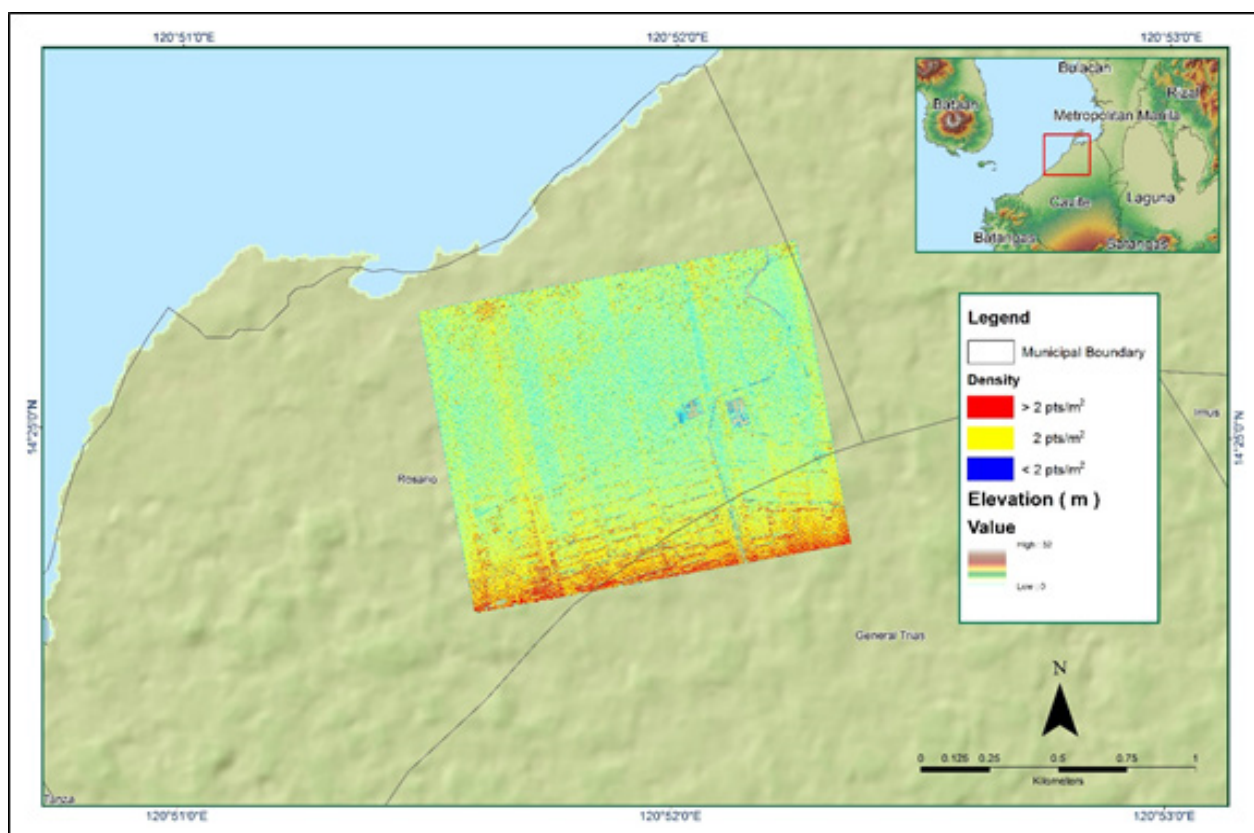 120°51'0"E
120°52'0"E
120°53'0"E
Bulacan
Bataan
Rizal
Metropolitan Manila
Cavite
Laguna
Batangas
Batangas
Legend
Municipal Boundary
Density
> 2 pts/m²
2 pts/m²
< 2 pts/m²
Elevation ( m )
Value
Low : 0
14°25'0"N
14°25'0"N
Imus
Rosario
General Trias
Tanza
N
0 0.125 0.25 0.5 0.75 1
Kilometers
120°51'0"E
120°52'0"E
120°53'0"E